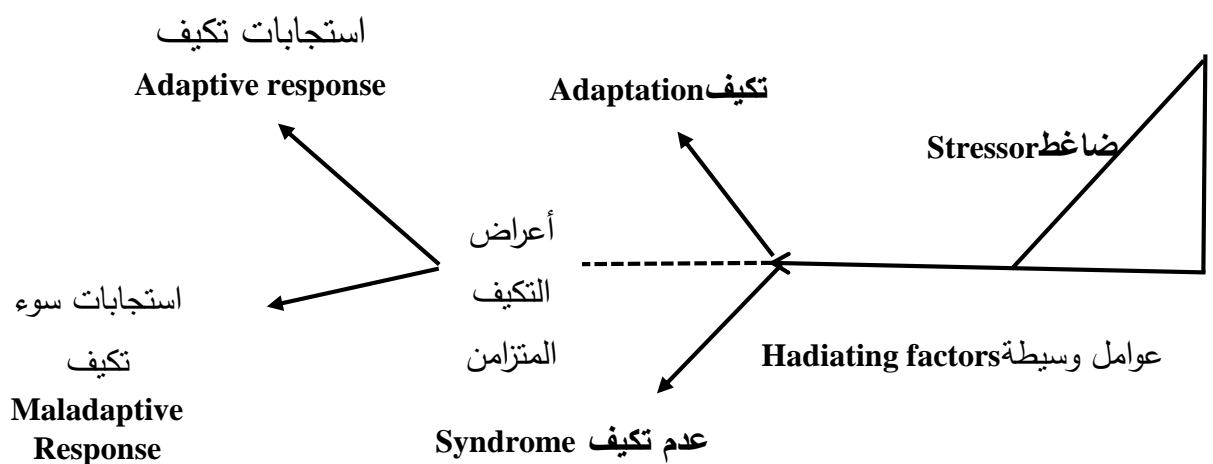 استجابات تكيف
Adaptive response
تكيفAdaptation
ضاغطStressor
أعراض
التكيف
المتزامن
استجابات سوء
تكيف
Maladaptive
Response
عوامل وسيطةHadiating factors
عدم تكيف Syndrome